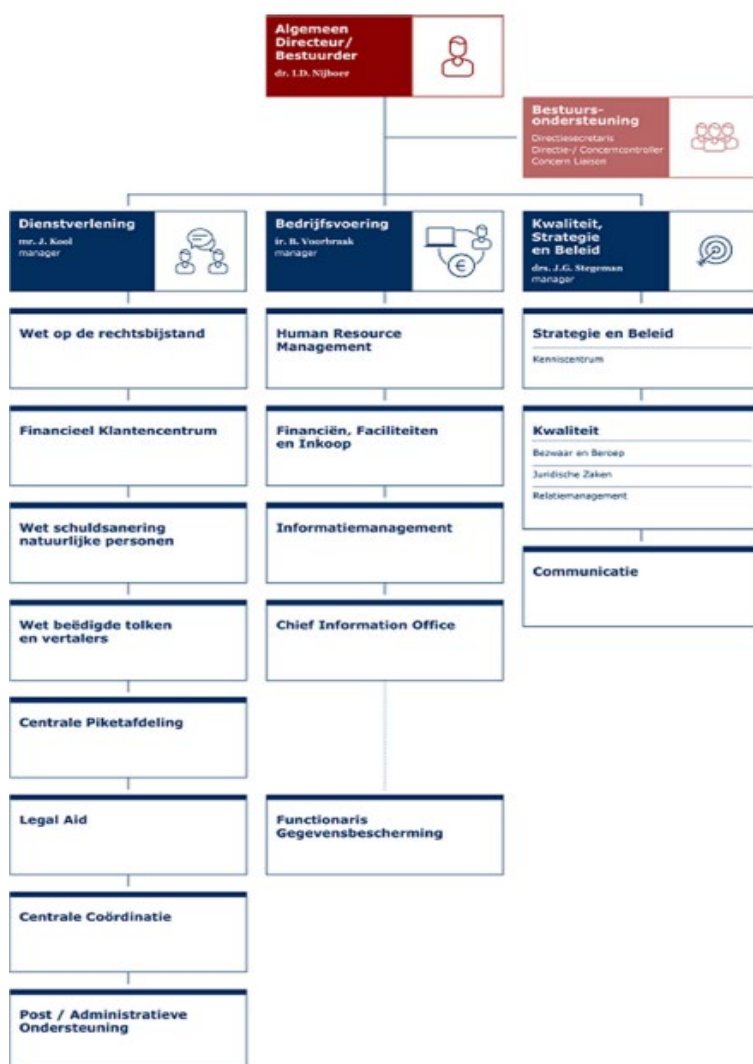 Algemeen
Directeur/
Bestuurder
dr. I.D. Nijboer
Bestuurs-
ondersteuning
Directiesecretaris
Directie-/ Concerncontroller
Concern Liaison
Dienstverlening
mr. J. Kool
manager
Wet op de rechtsbijstand
Financieel Klantencentrum
Wet schuldsanering
natuurlijke personen
Wet beëdigde tolken
en vertalers
Centrale Piketafdeling
Legal Aid
Centrale Coördinatie
Post / Administratieve
Ondersteuning
Bedrijfsvoering
ir. B. Voorbraak
manager
Human Resource
Management
Financiën, Faciliteiten
en Inkoop
Informatiemanagement
Chief Information Office
Functionaris
Gegevensbescherming
Kwaliteit,
Strategie
en Beleid
drs. J.G. Stegeman
manager
Strategie en Beleid
Kenniscentrum
Kwaliteit
Bezwaar en Beroep
Juridische Zaken
Relatiemanagement
Communicatie